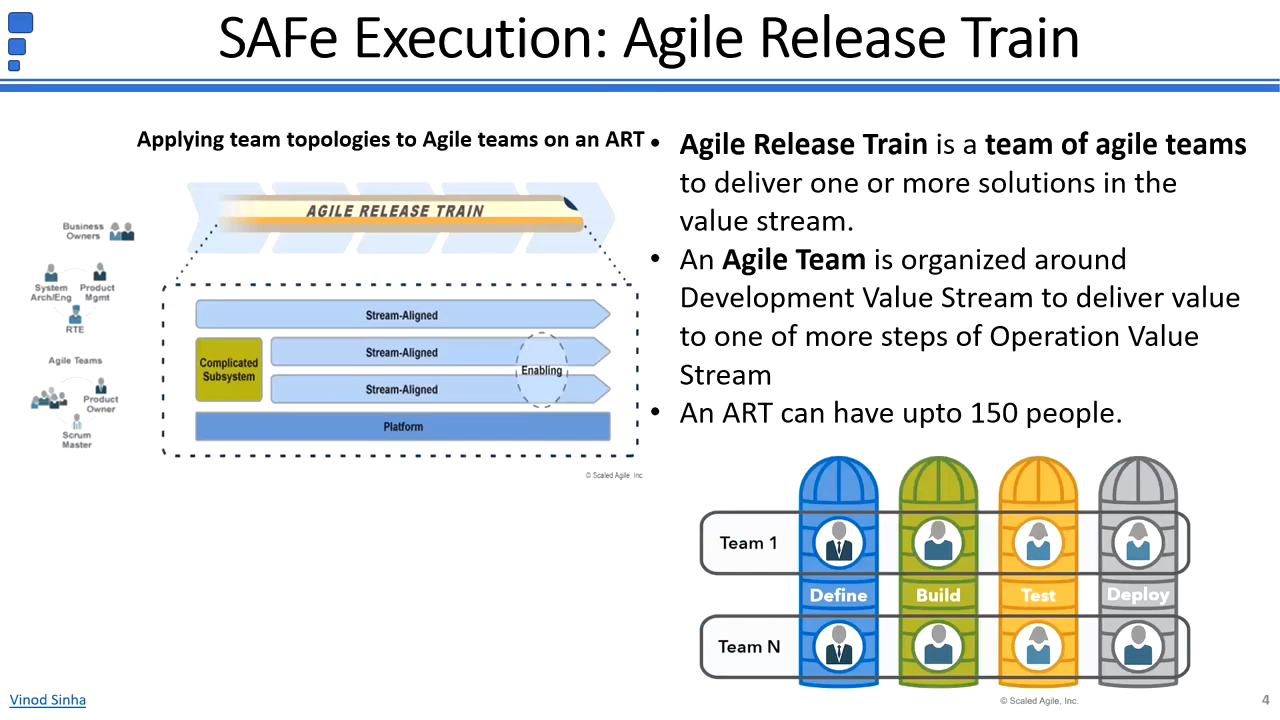 SAFe Execution: Agile Release Train
Applying team topologies to Agile teams on an ART
AGILE RELEASE TRAIN
Business
Owners
System
Arch/Eng
Product
Mgmt
RTE
Agile Teams
Product
Owner
Scrum
Master
Stream-Aligned
Complicated
Subsystem
Stream-Aligned
Enabling
Stream-Aligned
Platform
© Scaled Agile, Inc
• Agile Release Train is a team of agile teams
to deliver one or more solutions in the
value stream.
• An Agile Team is organized around
Development Value Stream to deliver value
to one of more steps of Operation Value
Stream
• An ART can have upto 150 people.
Team 1
Define
Build
Test
Deploy
Team N
Vinod Sinha
© Scaled Agile, Inc.
4